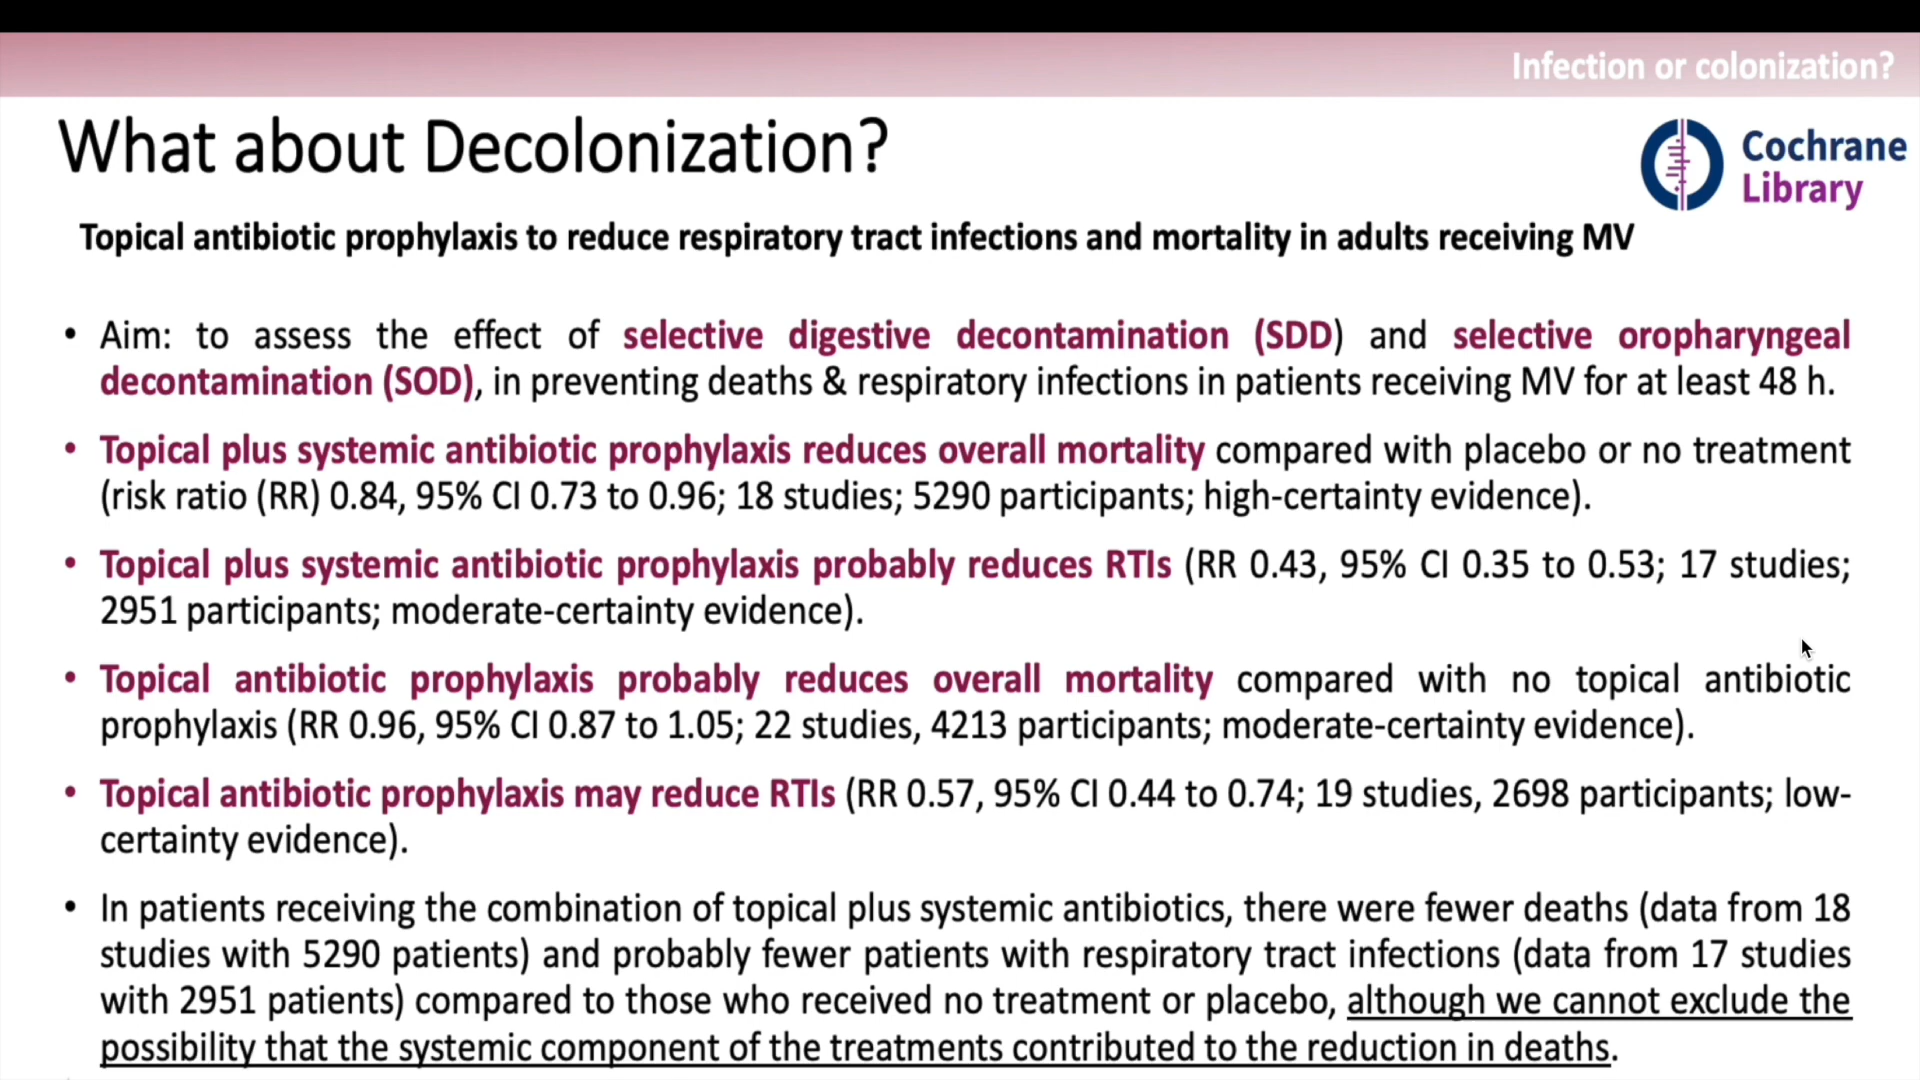 Infection or colonization?
What about Decolonization?
Cochrane
Library
Topical antibiotic prophylaxis to reduce respiratory tract infections and mortality in adults receiving MV
• Aim: to assess the effect of selective digestive decontamination (SDD) and selective oropharyngeal
decontamination (SOD), in preventing deaths & respiratory infections in patients receiving MV for at least 48 h.
• Topical plus systemic antibiotic prophylaxis reduces overall mortality compared with placebo or no treatment
(risk ratio (RR) 0.84, 95% CI 0.73 to 0.96; 18 studies; 5290 participants; high-certainty evidence).
• Topical plus systemic antibiotic prophylaxis probably reduces RTIs (RR 0.43, 95% CI 0.35 to 0.53; 17 studies;
2951 participants; moderate-certainty evidence).
• Topical antibiotic prophylaxis probably reduces overall mortality compared with no topical antibiotic
prophylaxis (RR 0.96, 95% CI 0.87 to 1.05; 22 studies, 4213 participants; moderate-certainty evidence).
• Topical antibiotic prophylaxis may reduce RTIs (RR 0.57, 95% CI 0.44 to 0.74; 19 studies, 2698 participants; low-
certainty evidence).
• In patients receiving the combination of topical plus systemic antibiotics, there were fewer deaths (data from 18
studies with 5290 patients) and probably fewer patients with respiratory tract infections (data from 17 studies
with 2951 patients) compared to those who received no treatment or placebo, although we cannot exclude the
possibility that the systemic component of the treatments contributed to the reduction in deaths.